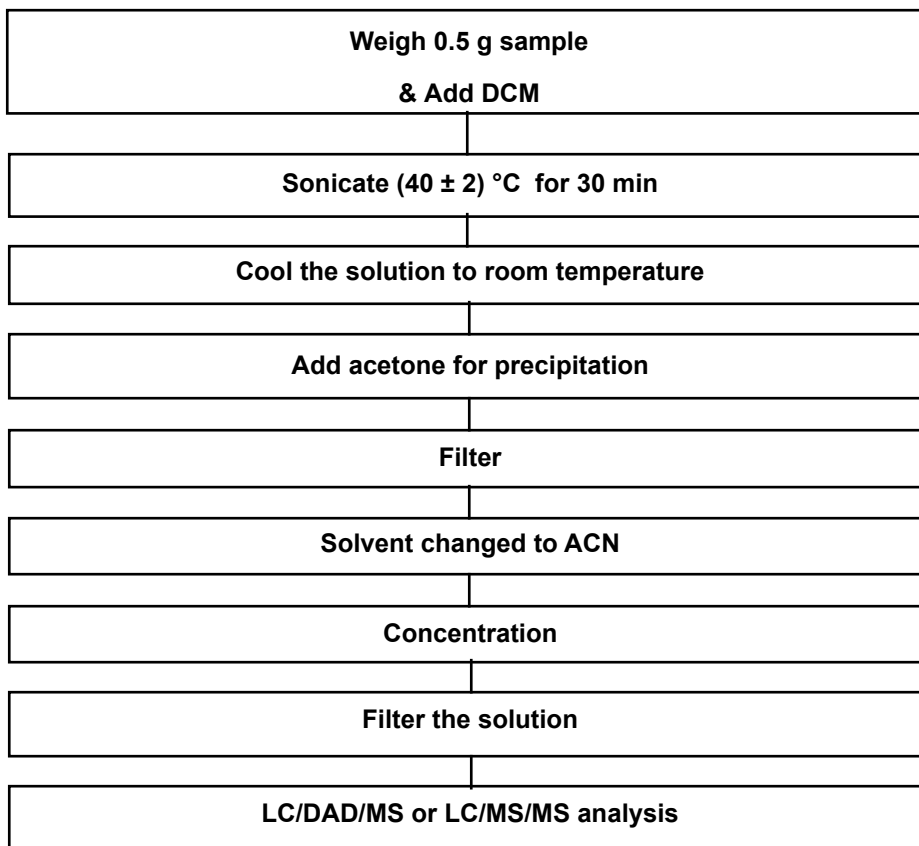 Weigh 0.5 g sample
& Add DCM
Sonicate (40 ± 2) °C for 30 min
Cool the solution to room temperature
Add acetone for precipitation
Filter
Solvent changed to ACN
Concentration
Filter the solution
LC/DAD/MS or LC/MS/MS analysis